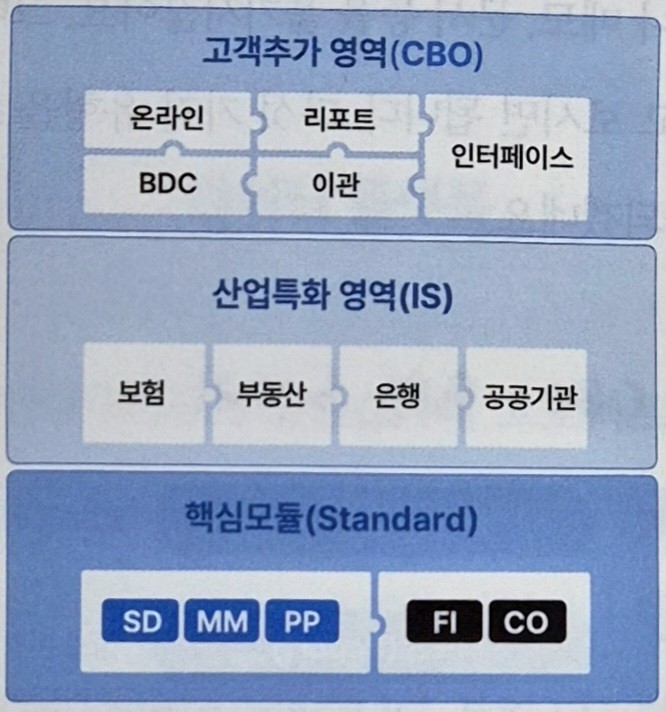 고객추가 영역(CBO)
온라인 리포트 인터페이스
BDC 이관
산업특화 영역(IS)
보험 부동산 은행 공공기관
핵심모듈(Standard)
SD MM PP FI CO